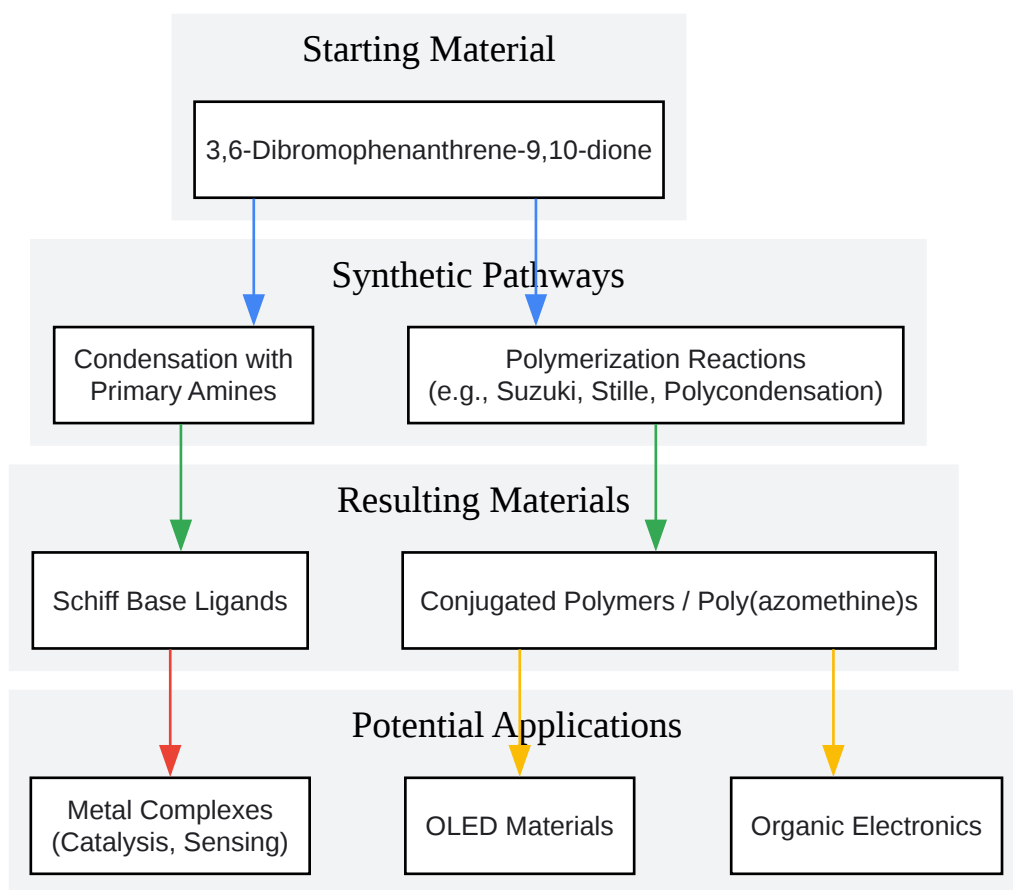 Starting Material
3,6-Dibromophenanthrene-9,10-dione
Synthetic Pathways
Condensation with
Primary Amines
Polymerization Reactions
(e.g., Suzuki, Stille, Polycondensation)
Resulting Materials
Schiff Base Ligands
Conjugated Polymers / Poly(azomethine)s
Potential Applications
Metal Complexes
(Catalysis, Sensing)
OLED Materials
Organic Electronics